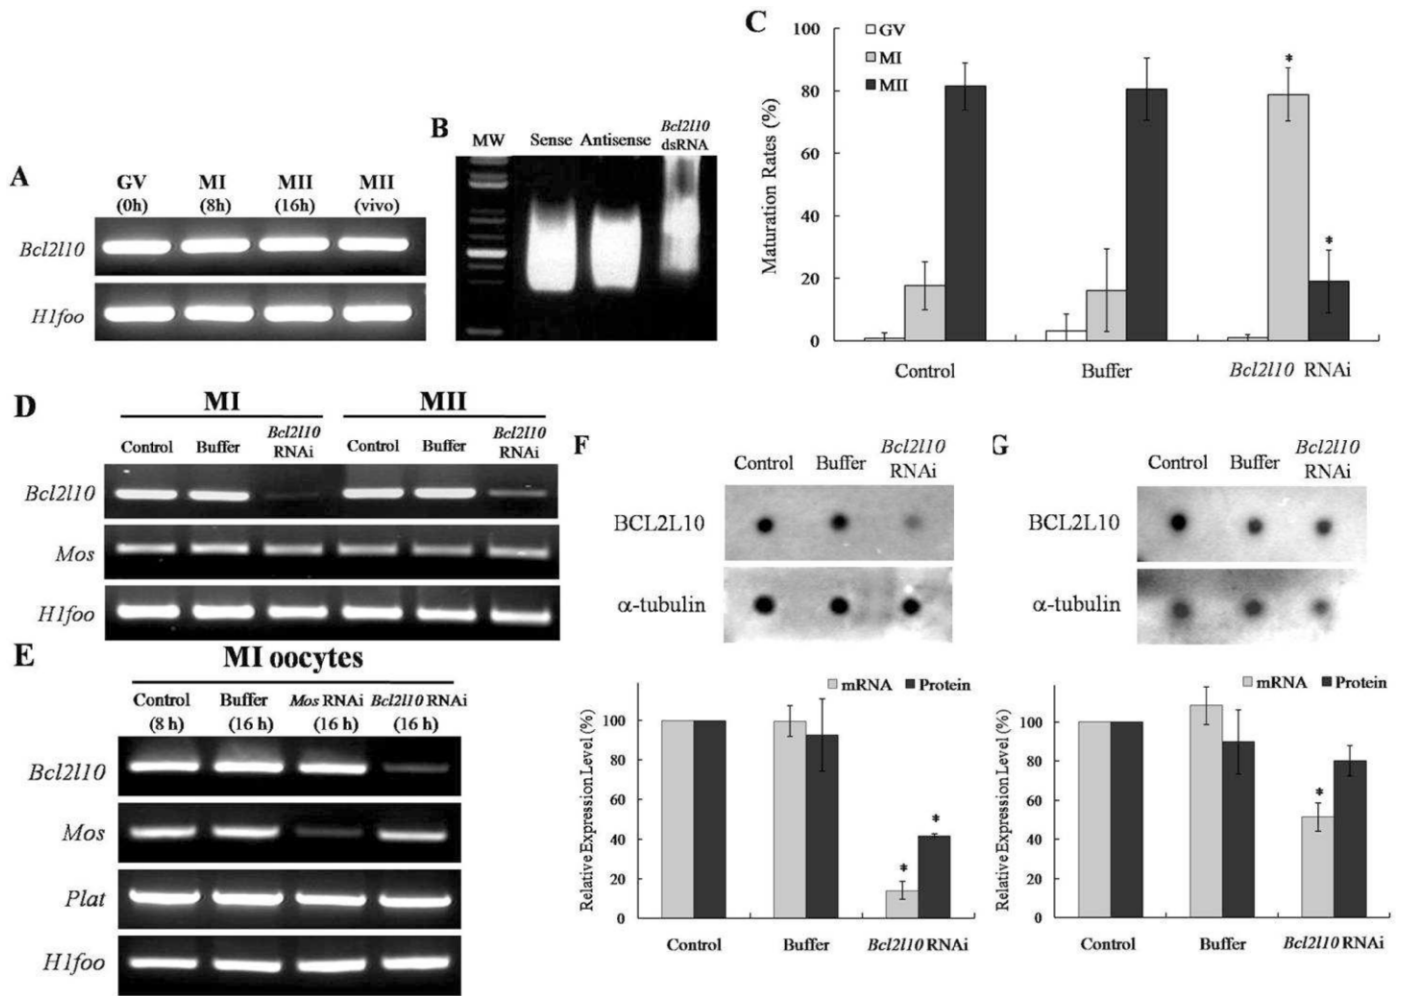 A
GV MI MII MII
(0h) (8h) (16h) (vivo)
Bcl2l10
H1foo
B
MW Sense Antisense Bcl2l10
dsRNA
C
100
80
60
40
20
0
Maturation Rates (%)
GV
MI
MII
*
*
Control Buffer Bcl2l10 RNAi
D
MI MII
Control Buffer Bcl2l10 RNAi Control Buffer Bcl2l10 RNAi
Bcl2l10
Mos
H1foo
E
MI oocytes
Control Buffer Mos RNAi Bcl2l10 RNAi
(8 h) (16 h) (16 h) (16 h)
Bcl2l10
Mos
Plat
H1foo
F
Control Buffer Bcl2l10
RNAi
BCL2L10
α-tubulin
mRNA Protein
Relative Expression Level (%)
100
80
60
40
20
0
*
*
Control Buffer Bcl2l10 RNAi
G
Control Buffer Bcl2l10
RNAi
BCL2L10
α-tubulin
mRNA Protein
Relative Expression Level (%)
100
80
60
40
20
0
*
Control Buffer Bcl2l10 RNAi